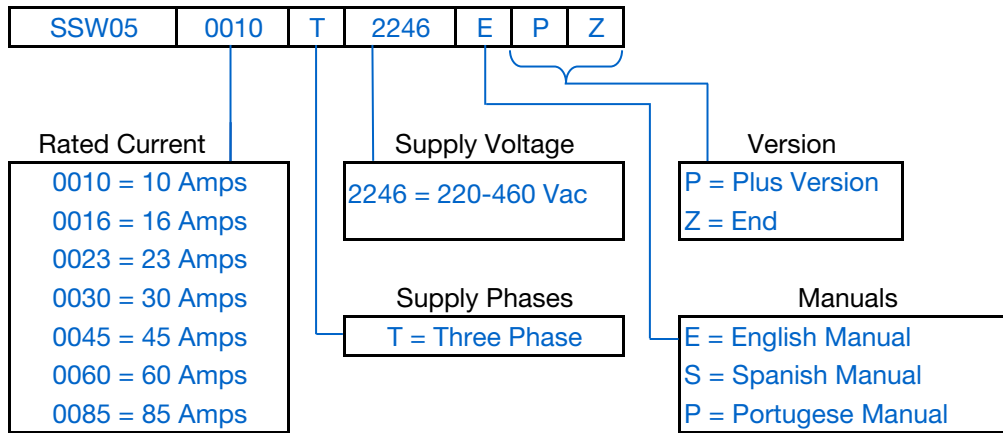 SSW05 0010 T 2246 E P Z
Rated Current
0010 = 10 Amps
0016 = 16 Amps
0023 = 23 Amps
0030 = 30 Amps
0045 = 45 Amps
0060 = 60 Amps
0085 = 85 Amps
Supply Voltage
2246 = 220-460 Vac
Supply Phases
T = Three Phase
Version
P = Plus Version
Z = End
Manuals
E = English Manual
S = Spanish Manual
P = Portugese Manual